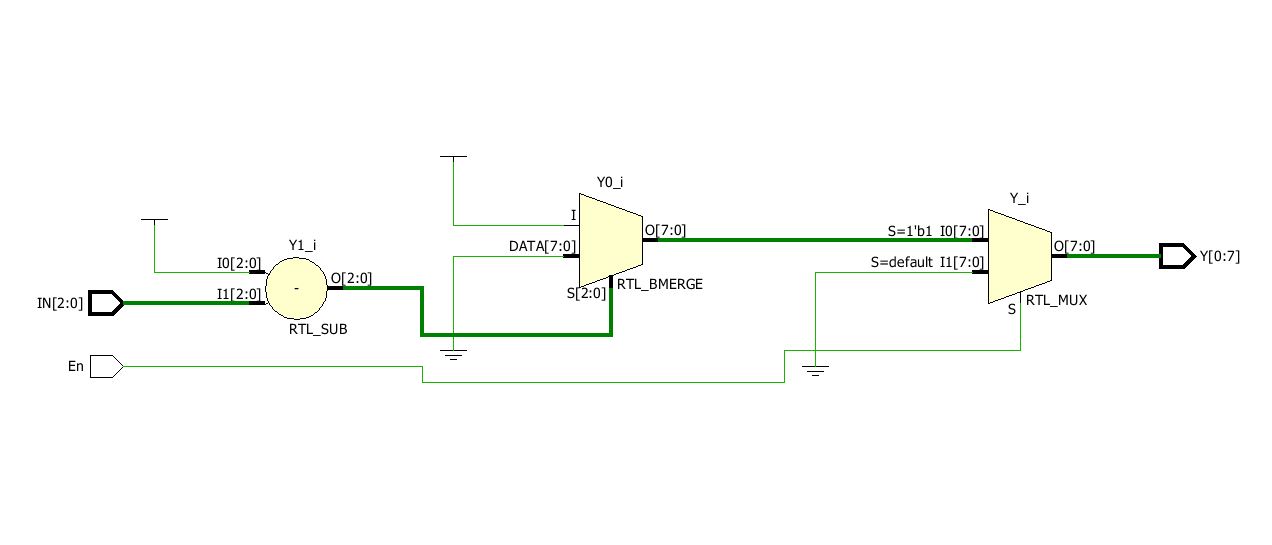 Y0_i
I
DATA[7:0]
O[7:0]
S[2:0]
RTL_BMERGE
Y_i
S=1'b1 I0[7:0]
S=default I1[7:0]
O[7:0]
S
RTL_MUX
Y[0:7]
Y1_i
I0[2:0]
I1[2:0]
O[2:0]
-
RTL_SUB
IN[2:0]
En